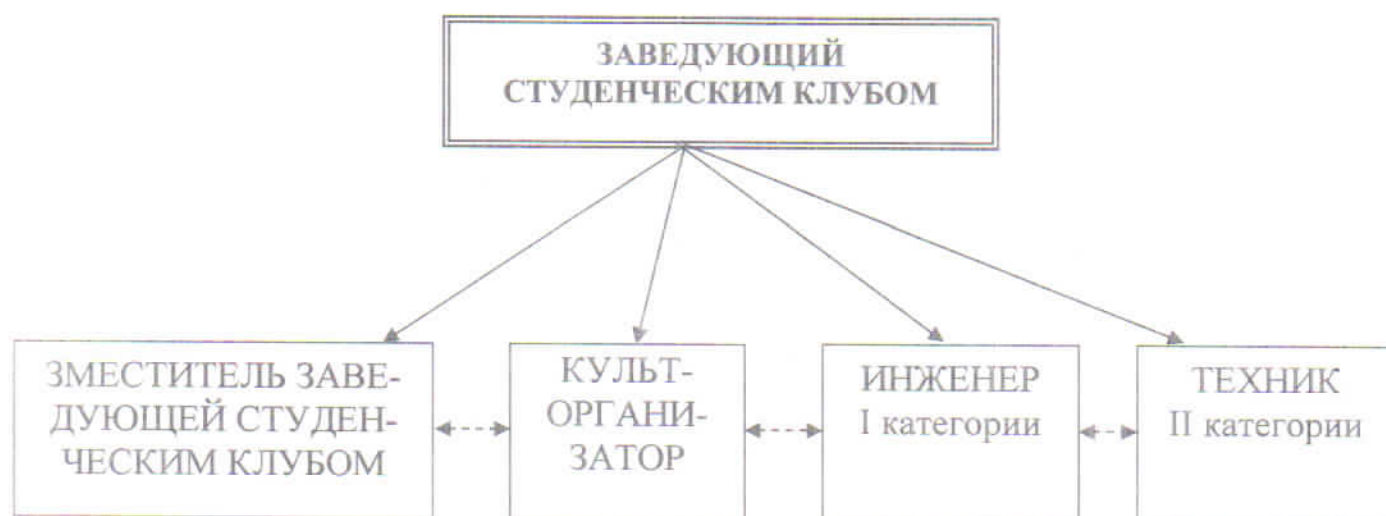 ЗАВЕДУЮЩИЙ
СТУДЕНЧЕСКИМ КЛУБОМ
ЗМЕСТИТЕЛЬ ЗАВЕ-
ДУЮЩЕЙ СТУДЕН-
ЧЕСКИМ КЛУБОМ
КУЛЬТ-
ОРГАНИ-
ЗАТОР
ИНЖЕНЕР
I категории
ТЕХНИК
II категории